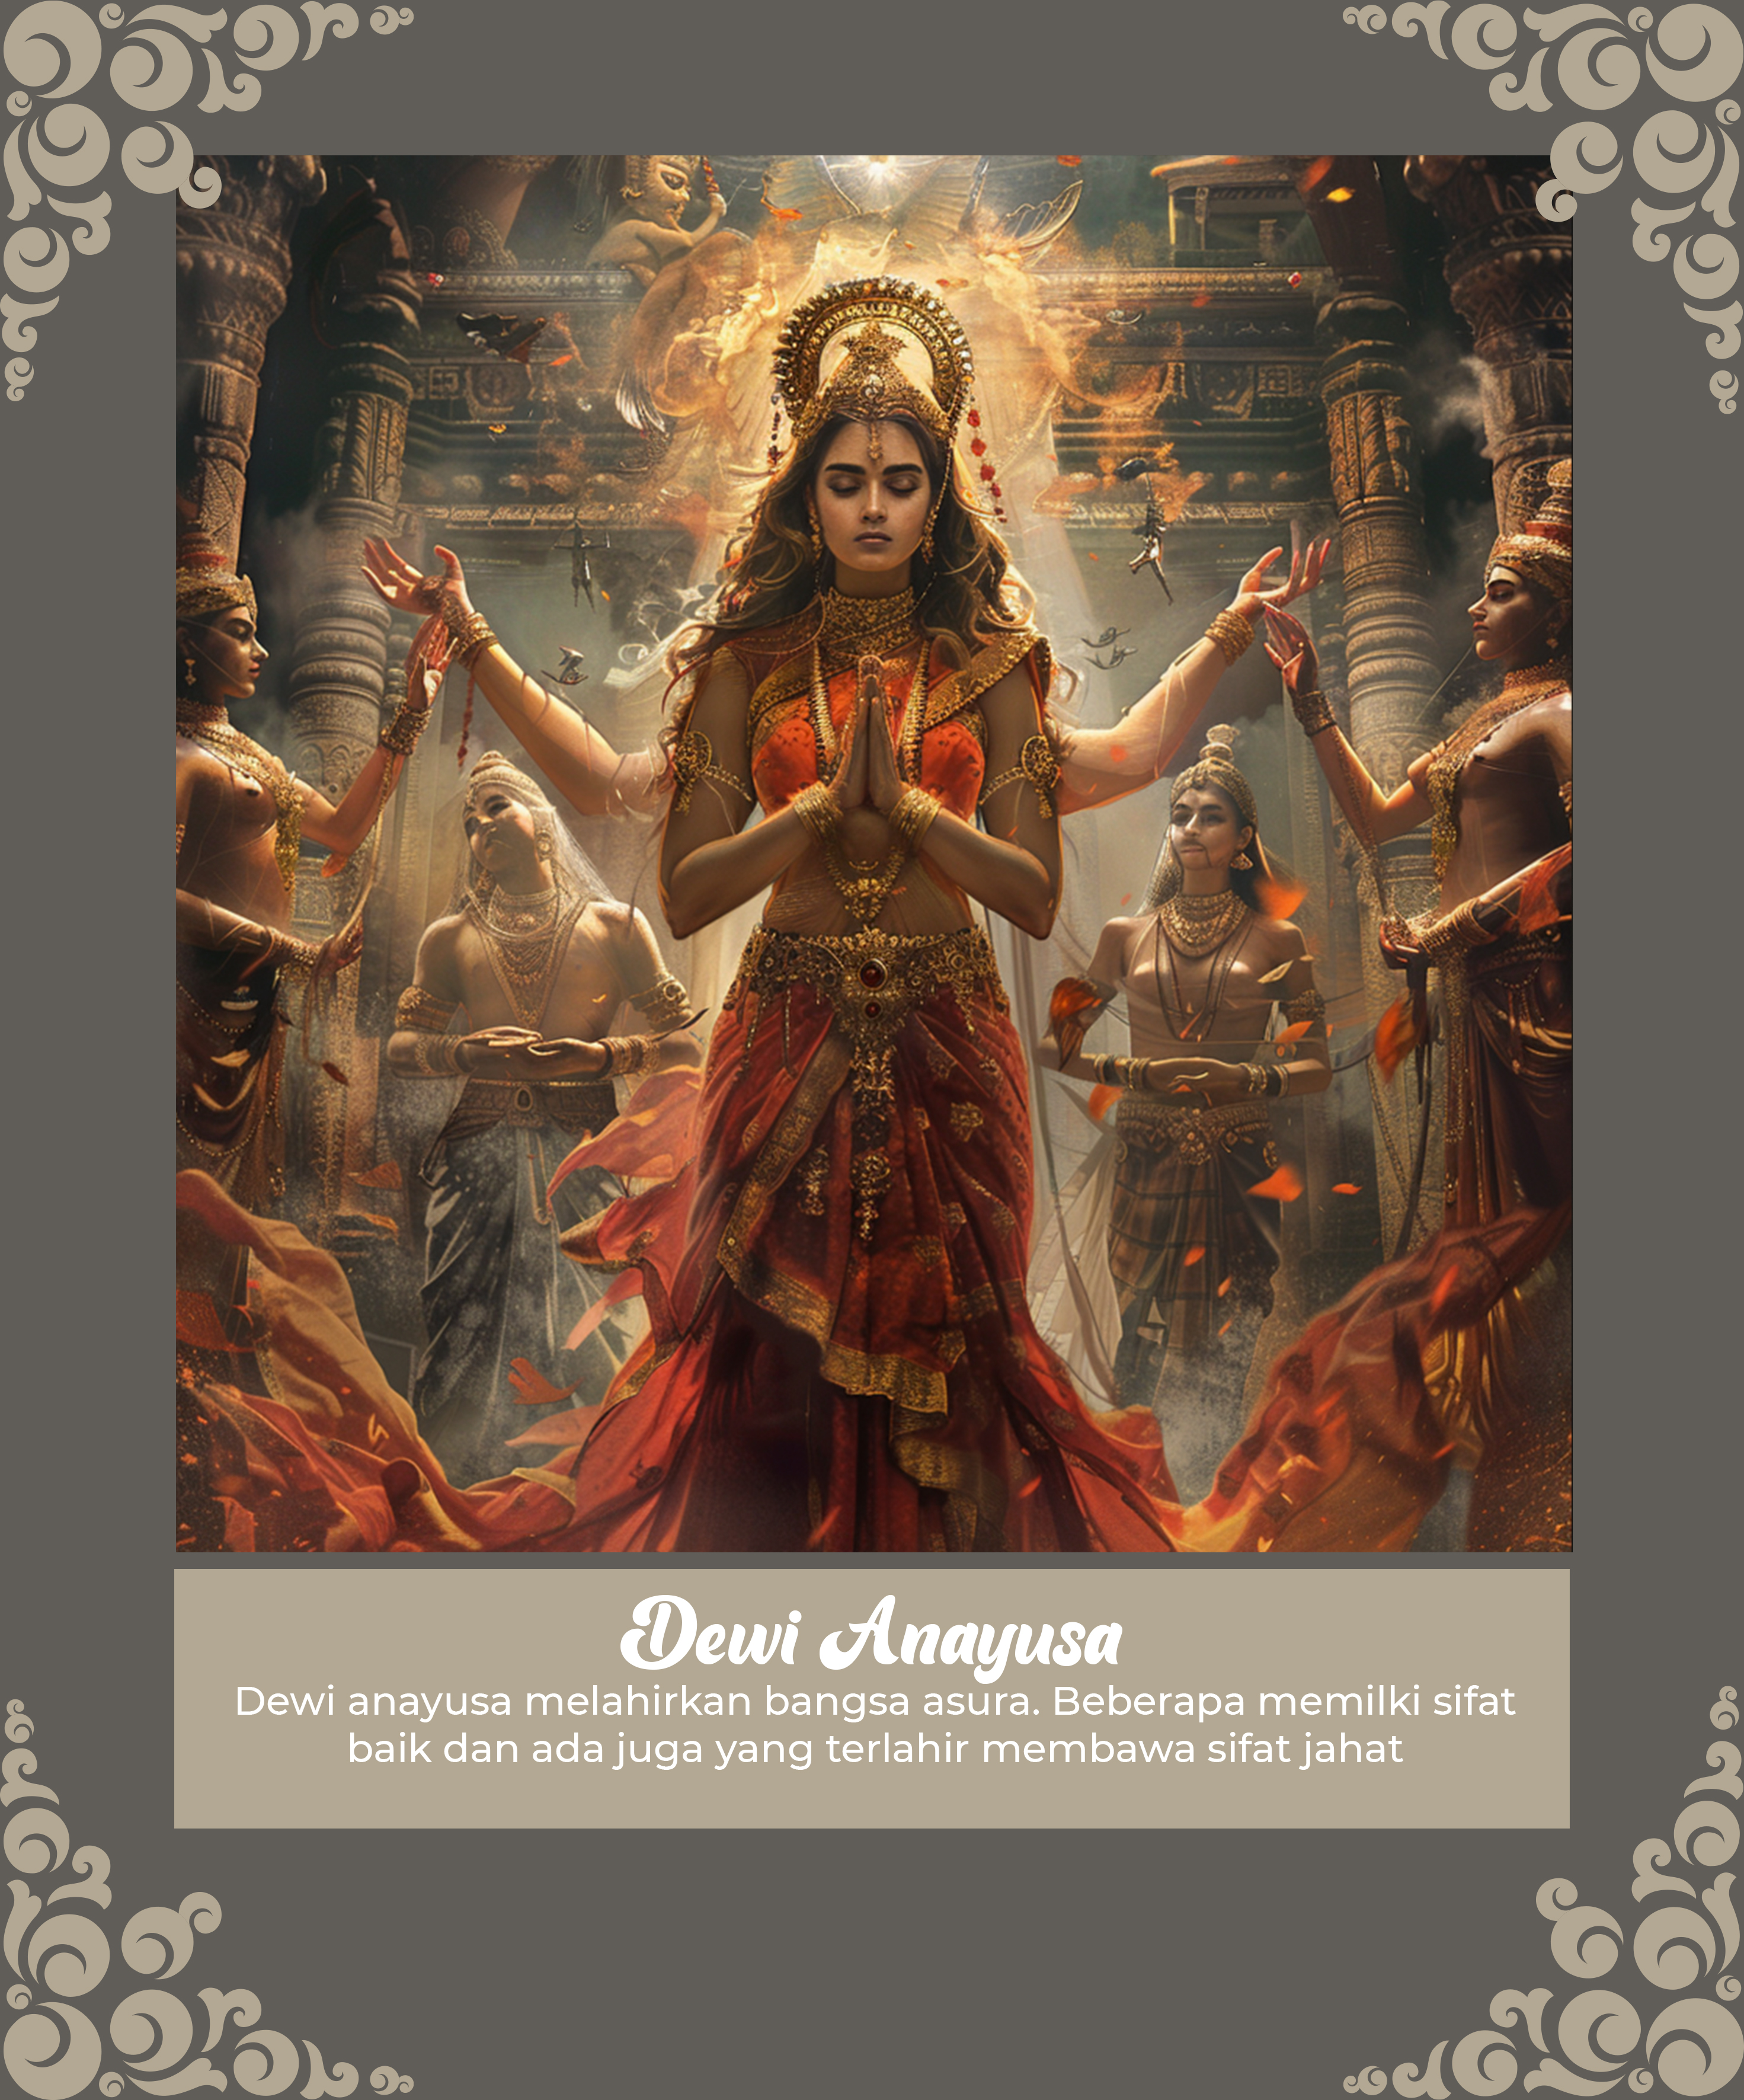 Dewi Anayusa
Dewi anayusa melahirkan bangsa asura. Beberapa memilki sifat
baik dan ada juga yang terlahir membawa sifat jahat